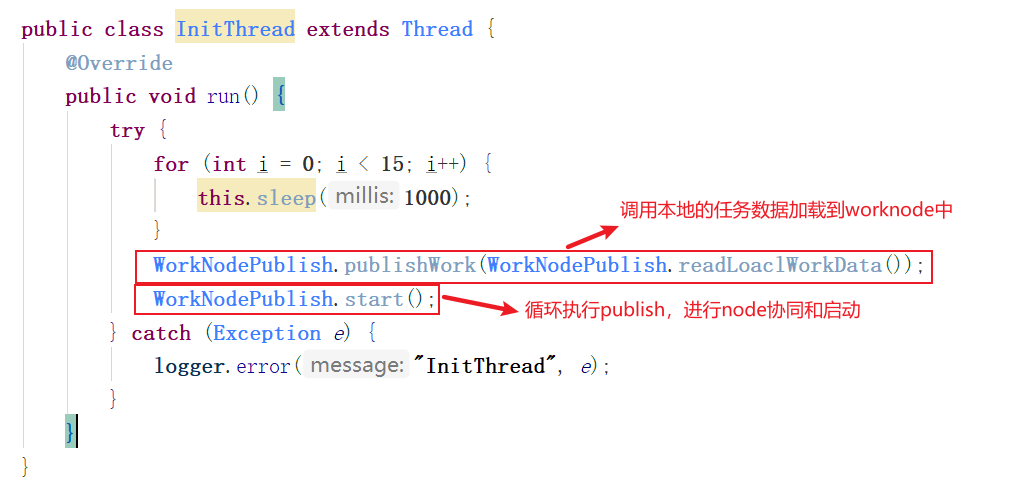 public class InitThread extends Thread {
@Override
public void run() {
try {
for (int i = 0; i < 15; i++) {
this.sleep( millis: 1000);
}
调用本地的任务数据加载到worknode中
WorkNodePublish.publishWork(WorkNodePublish.readLoaclWorkData());
WorkNodePublish.start();
循环执行publish，进行node协同和启动
} catch (Exception e) {
logger.error( message: "InitThread", e);
}
}
}